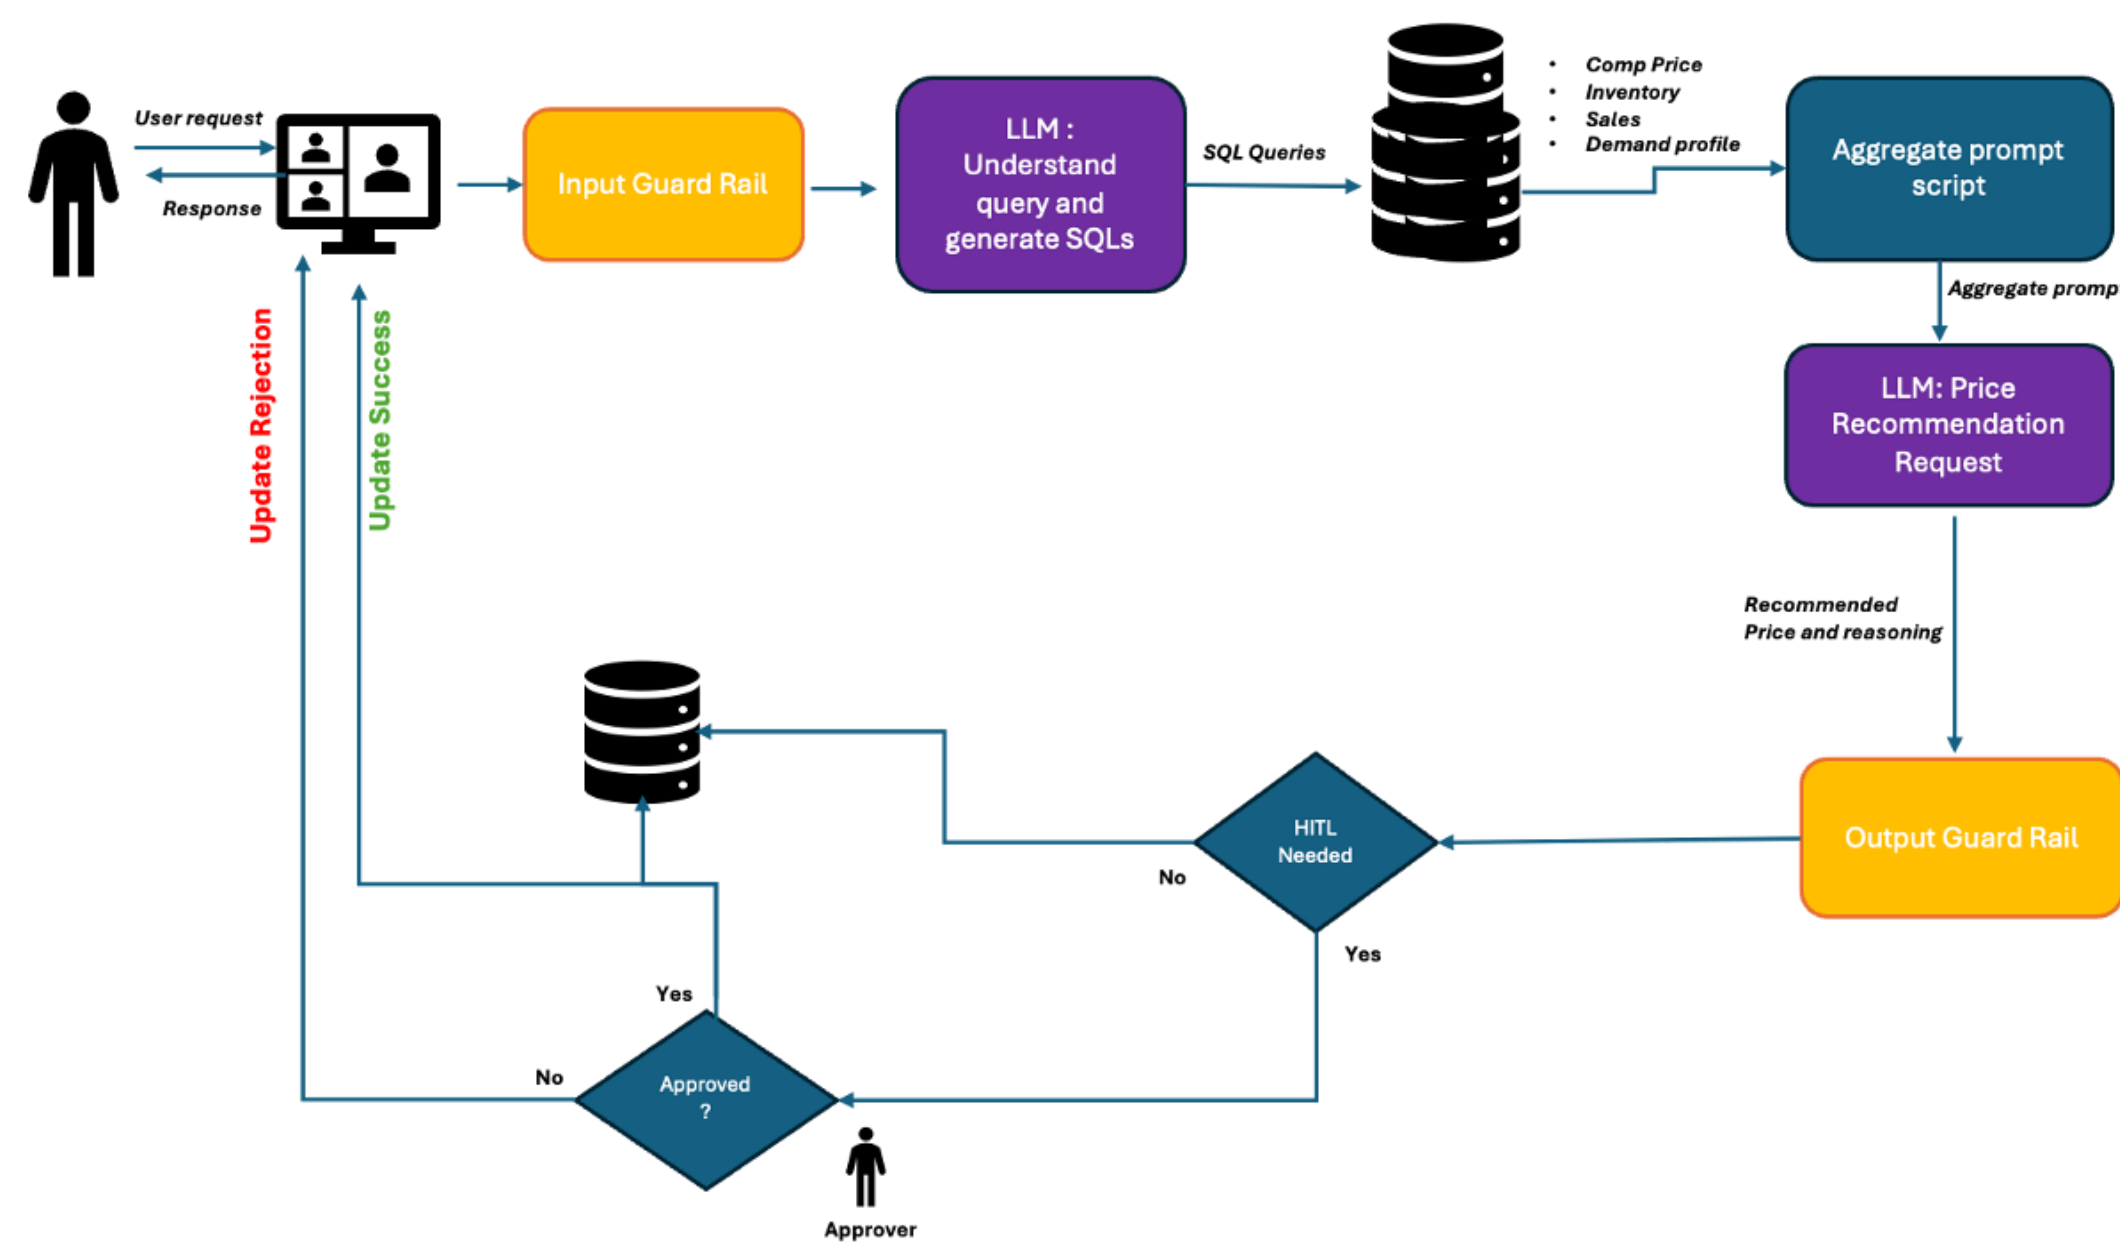 User request
Response
Input Guard Rail
LLM :
Understand
query and
generate SQLs
SQL Queries
• Comp Price
• Inventory
• Sales
• Demand profile
Aggregate prompt
script
Aggregate promp
LLM: Price
Recommendation
Request
Recommended
Price and reasoning
Output Guard Rail
HITL
Needed
No
Yes
Approved
?
Yes
No
Approver
Update Rejection
Update Success